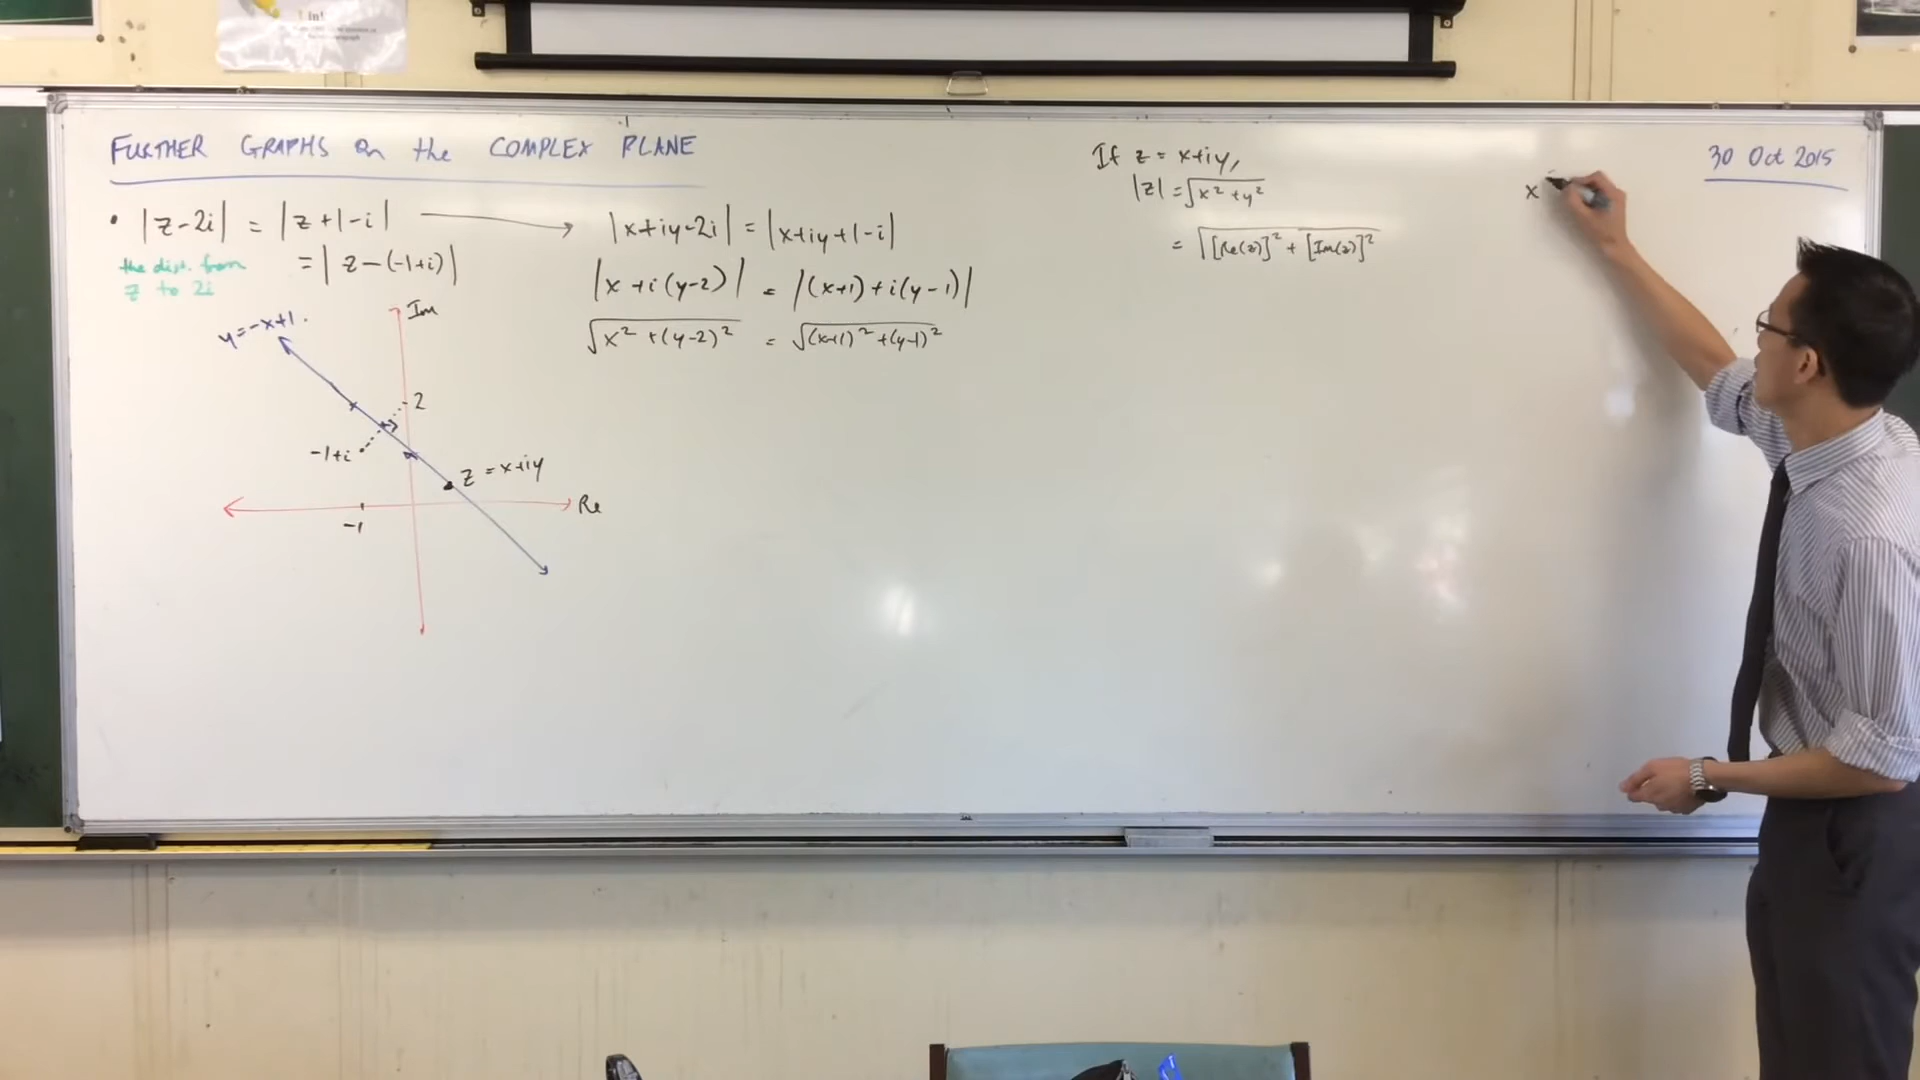 FURTHER GRAPHS on the COMPLEX PLANE
30 Oct 2015
• |z-2i| = |z+1-i|
= |z-(-1+i)|
the dist. from
z to 2i
|x+iy-2i| = |x+iy+1-i|
|x+i(y-2)| = |(x+1)+i(y-1)|
√x²+(y-2)² = √(x+1)²+(y-1)²
If z = x+iy,
|z| = √x²+y²
= √[Re(z)]²+[Im(z)]²
x
y=-x+1.
Im
2
-1+i
z = x+iy
Re
-1